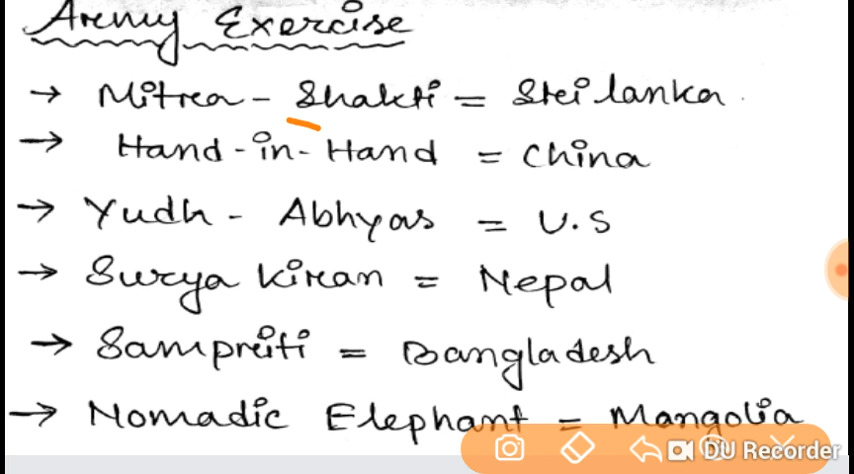 Army Exercise
→ Mitra - Shakti = Sri lanka.
→ Hand-in-Hand = China
→ Yudh - Abhyas = U.S
→ Surya Kiran = Nepal
→ Sampriti = Bangladesh
→ Nomadic Elephant = Mangolia
DU Recorder